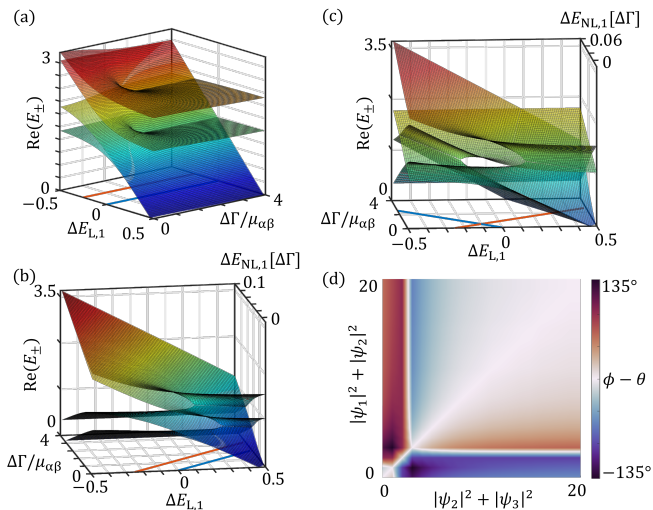 (a)
3
Re(E±)
0
−0.5
0
0.5
ΔE_L,1
0
4
ΔΓ/μ_αβ
(b)
ΔE_NL,1[ΔΓ]
0.1
0
3.5
Re(E±)
0
4
ΔΓ/μ_αβ
0
−0.5
0.5
ΔE_L,1
(c)
ΔE_NL,1[ΔΓ]
0.06
0
3.5
Re(E±)
0
4
ΔΓ/μ_αβ
0
−0.5
0
0.5
ΔE_L,1
(d)
20
|ψ₁|² + |ψ₂|²
0
0
20
|ψ₂|² + |ψ₃|²
135°
ϕ − θ
−135°